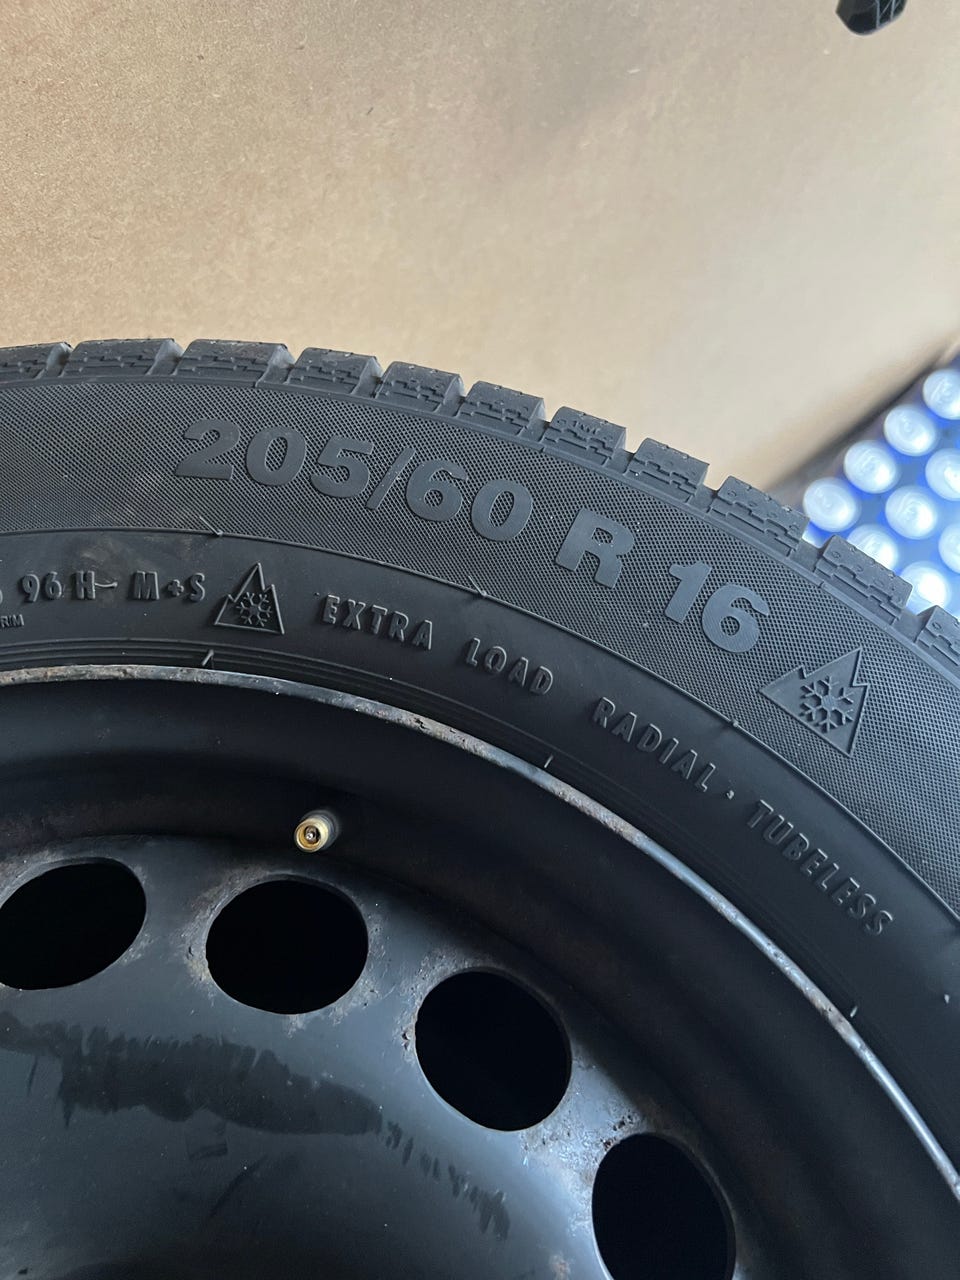 205/60 R 16
96 H M+S EXTRA LOAD RADIAL · TUBELESS